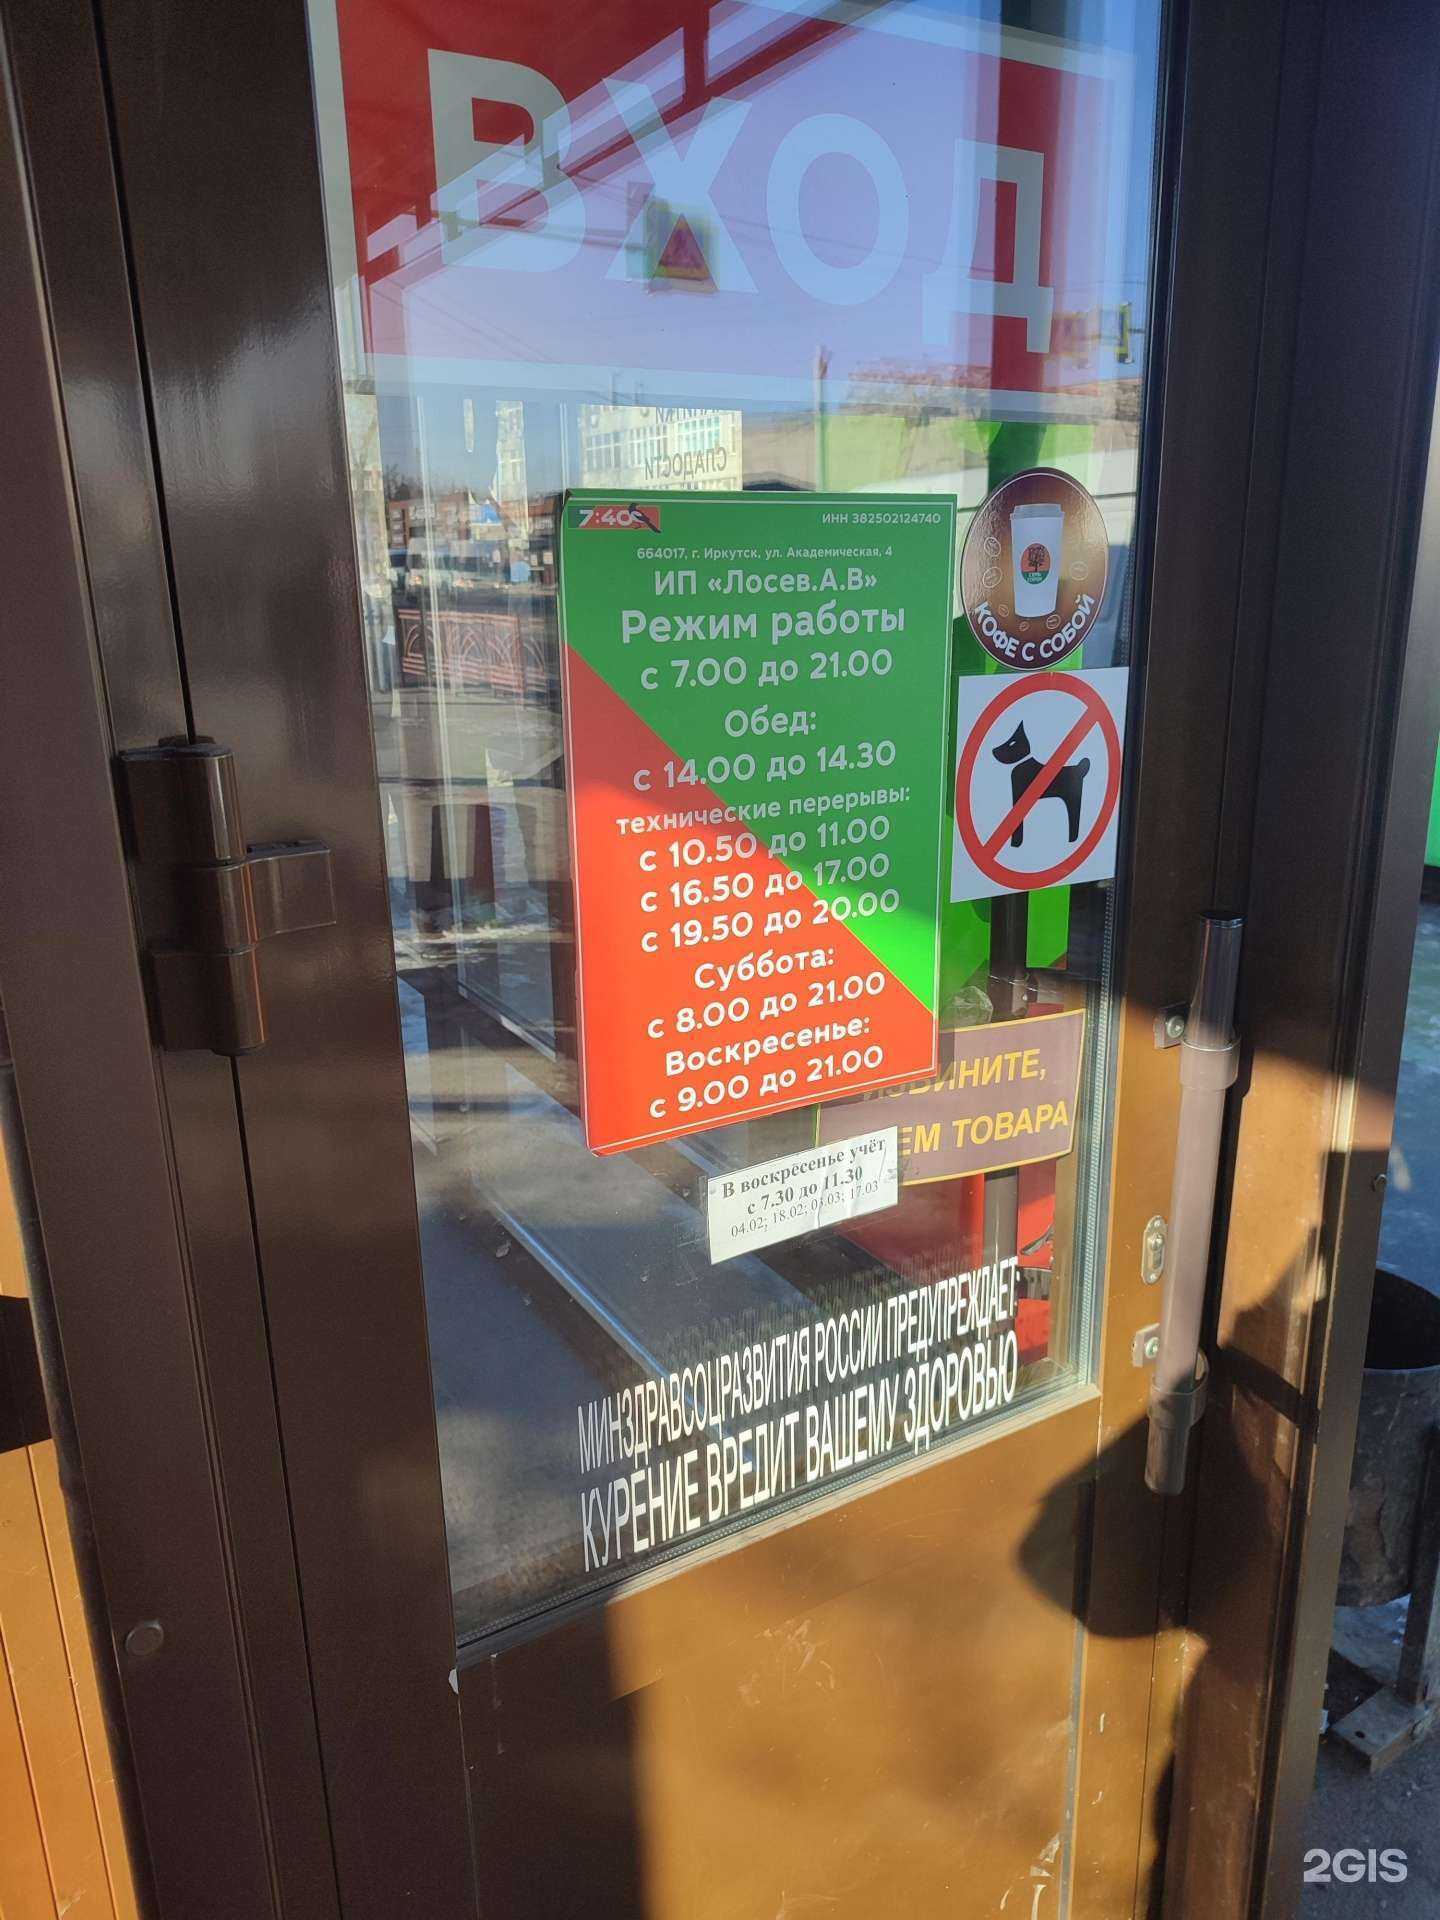 ВХОД
СЛАДОСТИ
7:40
ИНН 382502124740
664017, г. Иркутск, ул. Академическая, 4
ИП «Лосев.А.В»
Режим работы
с 7.00 до 21.00
Обед:
с 14.00 до 14.30
технические перерывы:
с 10.50 до 11.00
с 16.50 до 17.00
с 19.50 до 20.00
Суббота:
с 8.00 до 21.00
Воскресенье:
с 9.00 до 21.00
КОФЕ С СОБОЙ
ТОВАРА
В воскресенье учёт
с 7.30 до 11.30
04.02; 18.02; 03.03; 17.03
МИНЗДРАВСОЦРАЗВИТИЯ РОССИИ ПРЕДУПРЕЖДАЕТ:
КУРЕНИЕ ВРЕДИТ ВАШЕМУ ЗДОРОВЬЮ
2GIS